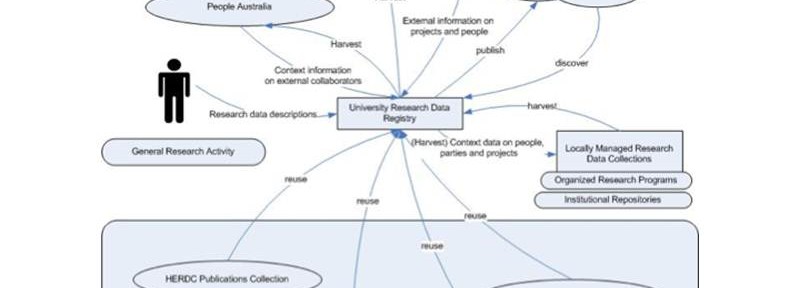 People Australia
External information on
projects and people
publish
Harvest
discover
Context information
on external collaborators
University Research Data
Registry
harvest
Research data descriptions
(Harvest) Context data on people,
parties and projects
Locally Managed Research
Data Collections
General Research Activity
Organized Research Programs
reuse
Institutional Repositories
reuse
reuse
reuse
HERDC Publications Collection